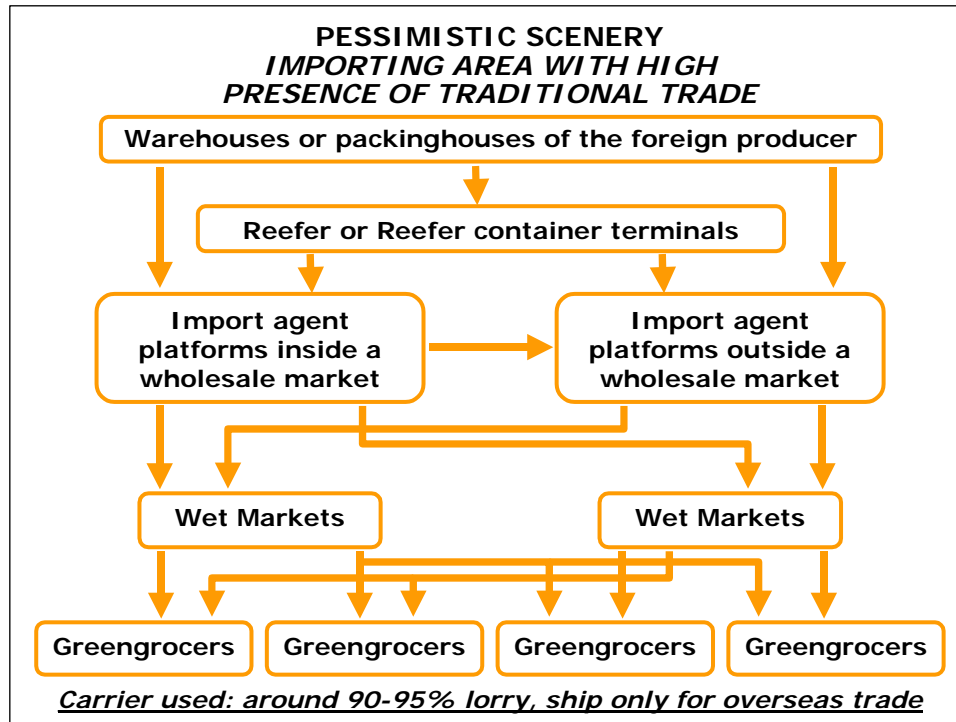 PESSIMISTIC SCENERY
IMPORTING AREA WITH HIGH
PRESENCE OF TRADITIONAL TRADE
Warehouses or packinghouses of the foreign producer
Reefer or Reefer container terminals
Import agent
platforms inside a
wholesale market
Import agent
platforms outside a
wholesale market
Wet Markets
Wet Markets
Greengrocers
Greengrocers
Greengrocers
Greengrocers
Carrier used: around 90-95% lorry, ship only for overseas trade